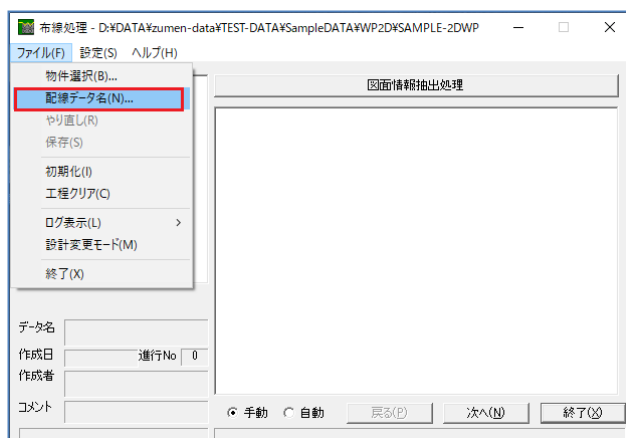 布線処理 - D:¥DATA¥zumen-data¥TEST-DATA¥SampleDATA¥WP2D¥SAMPLE-2DWP
ファイル(F) 設定(S) ヘルプ(H)
物件選択(B)...
配線データ名(N)...
やり直し(R)
保存(S)
初期化(I)
工程クリア(C)
ログ表示(L) >
設計変更モード(M)
終了(X)
図面情報抽出処理
データ名
作成日 進行No 0
作成者
コメント
手動 自動 戻る(P) 次へ(N) 終了(X)